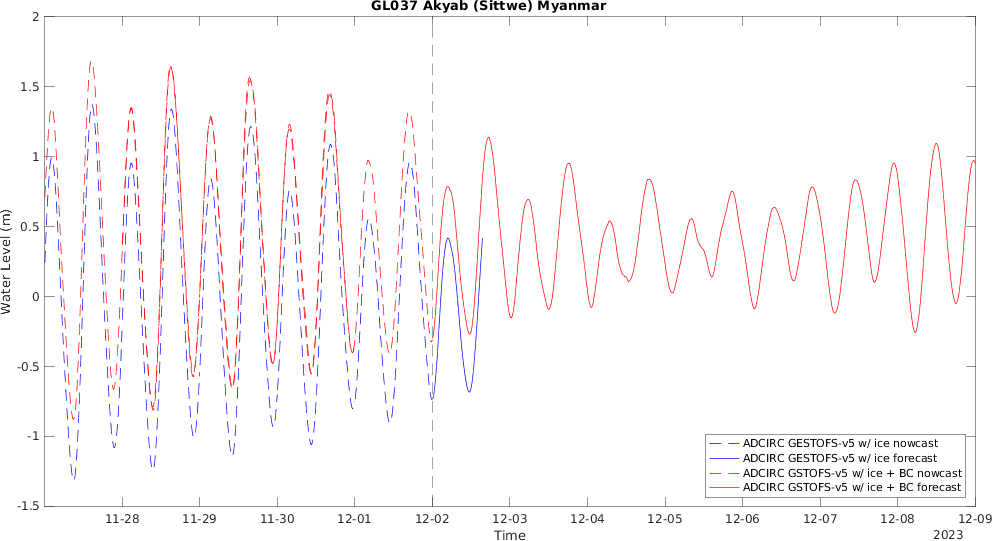 GL037 Akyab (Sittwe) Myanmar
2
1.5
1
0.5
0
-0.5
-1
-1.5
Water Level (m)
ADCIRC GESTOFS-v5 w/ ice nowcast
ADCIRC GESTOFS-v5 w/ ice forecast
ADCIRC GSTOFS-v5 w/ ice + BC nowcast
ADCIRC GSTOFS-v5 w/ ice + BC forecast
11-28 11-29 11-30 12-01 12-02 12-03 12-04 12-05 12-06 12-07 12-08 12-09
Time
2023